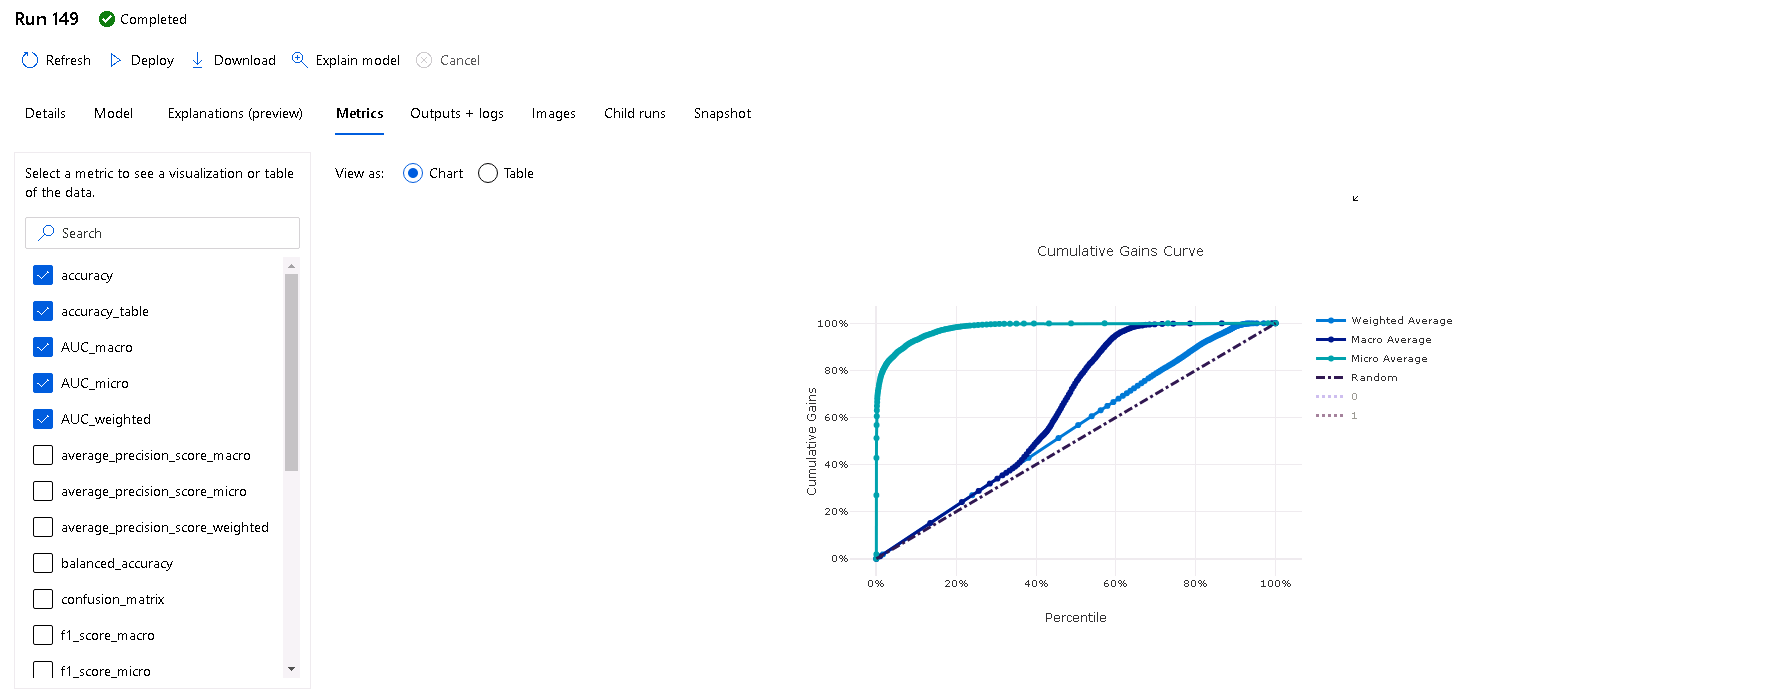 Run 149 Completed
Refresh Deploy Download Explain model Cancel
Details Model Explanations (preview) Metrics Outputs + logs Images Child runs Snapshot
Select a metric to see a visualization or table
of the data.
Search
accuracy
accuracy_table
AUC_macro
AUC_micro
AUC_weighted
average_precision_score_macro
average_precision_score_micro
average_precision_score_weighted
balanced_accuracy
confusion_matrix
f1_score_macro
f1_score_micro
View as: Chart Table
Cumulative Gains Curve
Cumulative Gains
100%
80%
60%
40%
20%
0%
0% 20% 40% 60% 80% 100%
Percentile
Weighted Average
Macro Average
Micro Average
Random
0
1